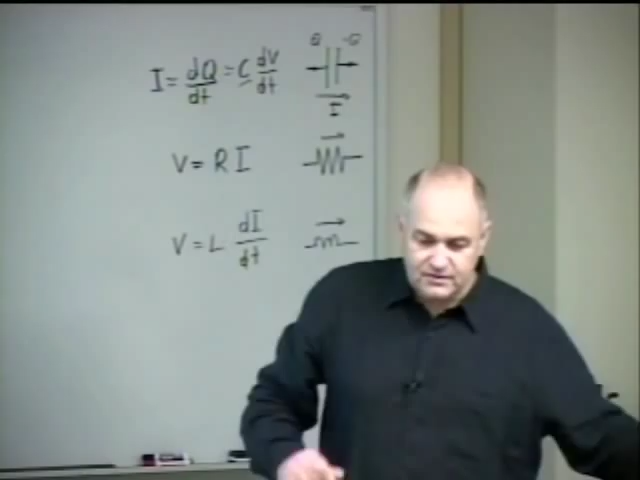 I = dQ/dt = C dV/dt
Q -Q
I
V = R I
V = L dI/dt